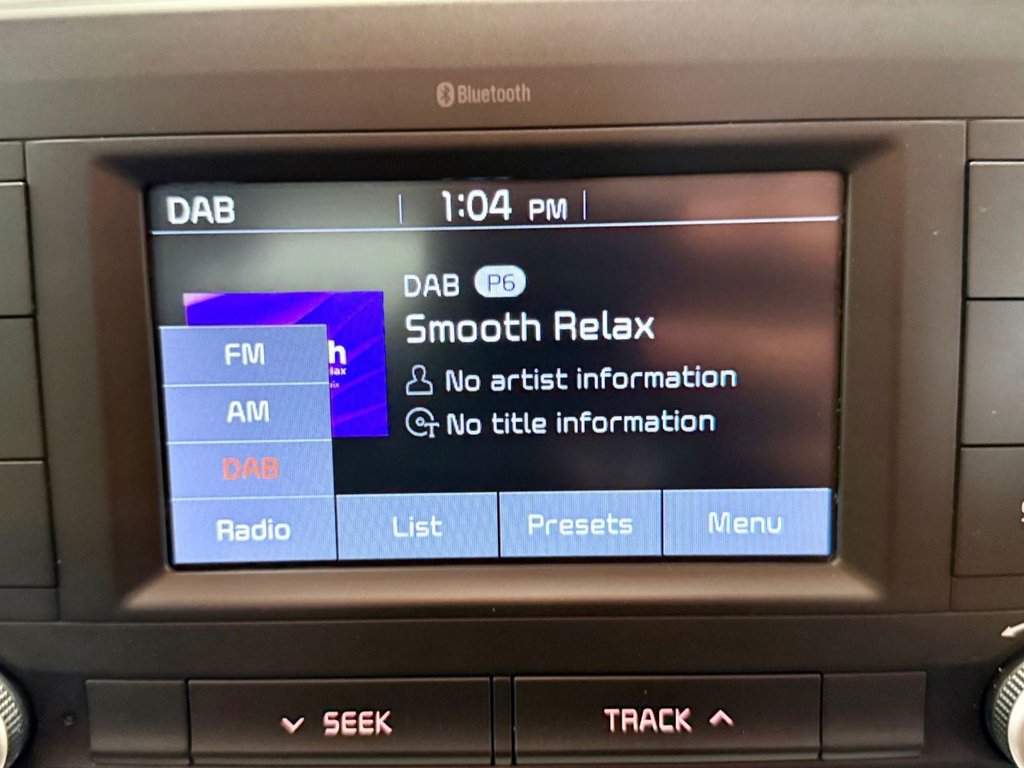 Bluetooth
DAB
1:04 PM
DAB P6
Smooth Relax
No artist information
No title information
h
lax
FM
AM
DAB
Radio
List
Presets
Menu
SEEK
TRACK